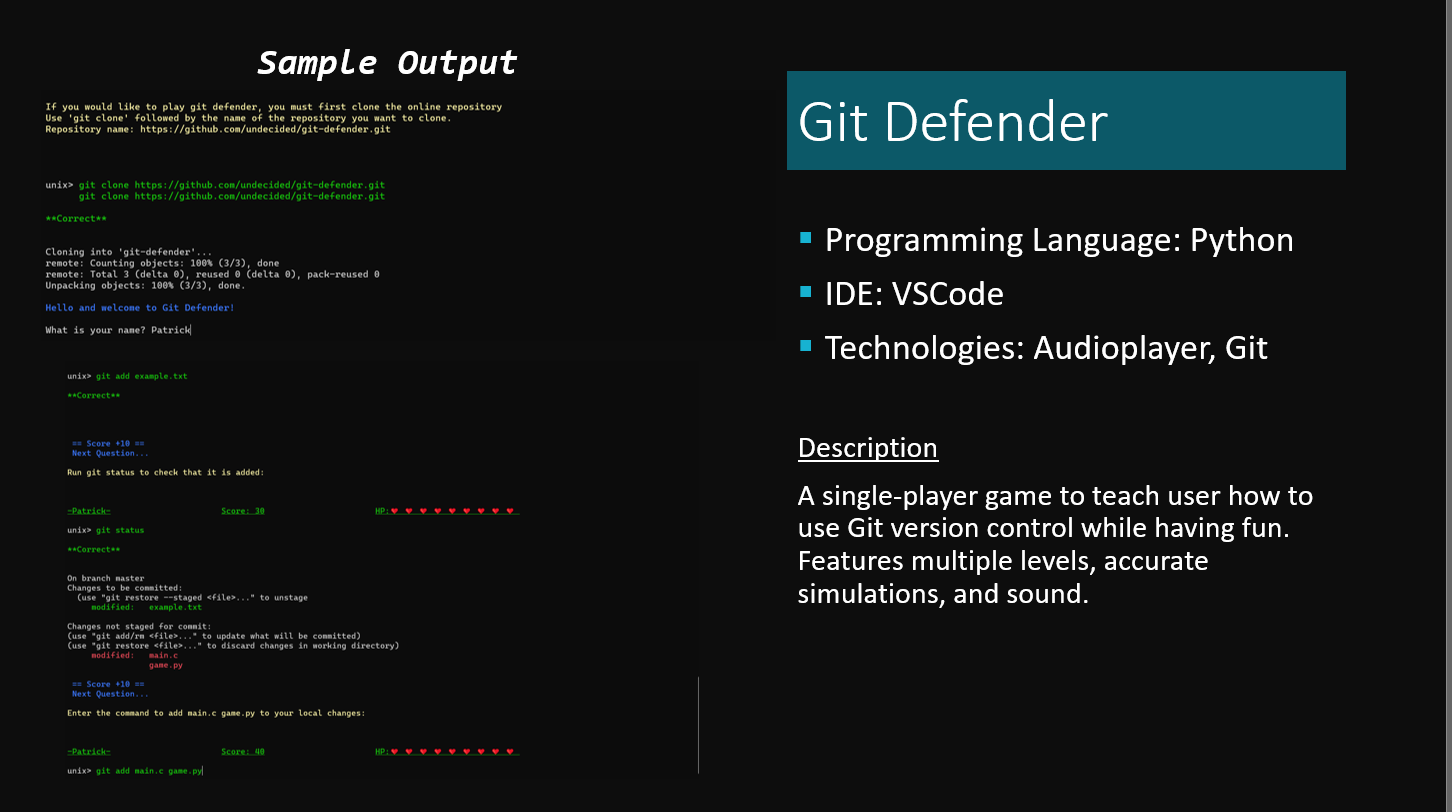 Sample Output
If you would like to play git defender, you must first clone the online repository
Use 'git clone' followed by the name of the repository you want to clone.
Repository name: https://github.com/undecided/git-defender.git
unix> git clone https://github.com/undecided/git-defender.git
git clone https://github.com/undecided/git-defender.git
**Correct**
Cloning into 'git-defender'...
remote: Counting objects: 100% (3/3), done
remote: Total 3 (delta 0), reused 0 (delta 0), pack-reused 0
Unpacking objects: 100% (3/3), done.
Hello and welcome to Git Defender!
What is your name? Patrick
unix> git add example.txt
**Correct**
== Score +10 ==
Next Question...
Run git status to check that it is added:
~Patrick~ Score: 30 HP:❤ ❤ ❤ ❤ ❤ ❤ ❤ ❤ ❤
unix> git status
**Correct**
On branch master
Changes to be committed:
(use "git restore --staged <file>..." to unstage
modified: example.txt
Changes not staged for commit:
(use "git add/rm <file>..." to update what will be committed)
(use "git restore <file>..." to discard changes in working directory)
modified: main.c
game.py
== Score +10 ==
Next Question...
Enter the command to add main.c game.py to your local changes:
~Patrick~ Score: 40 HP:❤ ❤ ❤ ❤ ❤ ❤ ❤ ❤ ❤
unix> git add main.c game.py
Git Defender
Programming Language: Python
IDE: VSCode
Technologies: Audioplayer, Git
Description
A single-player game to teach user how to
use Git version control while having fun.
Features multiple levels, accurate
simulations, and sound.